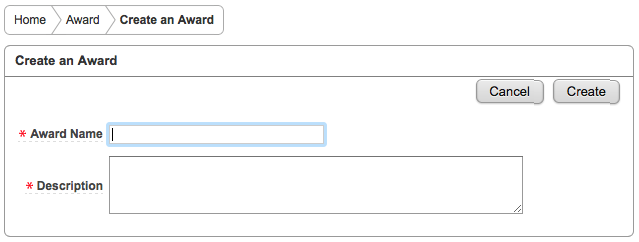 Home Award Create an Award
Create an Award
Cancel Create
* Award Name
* Description